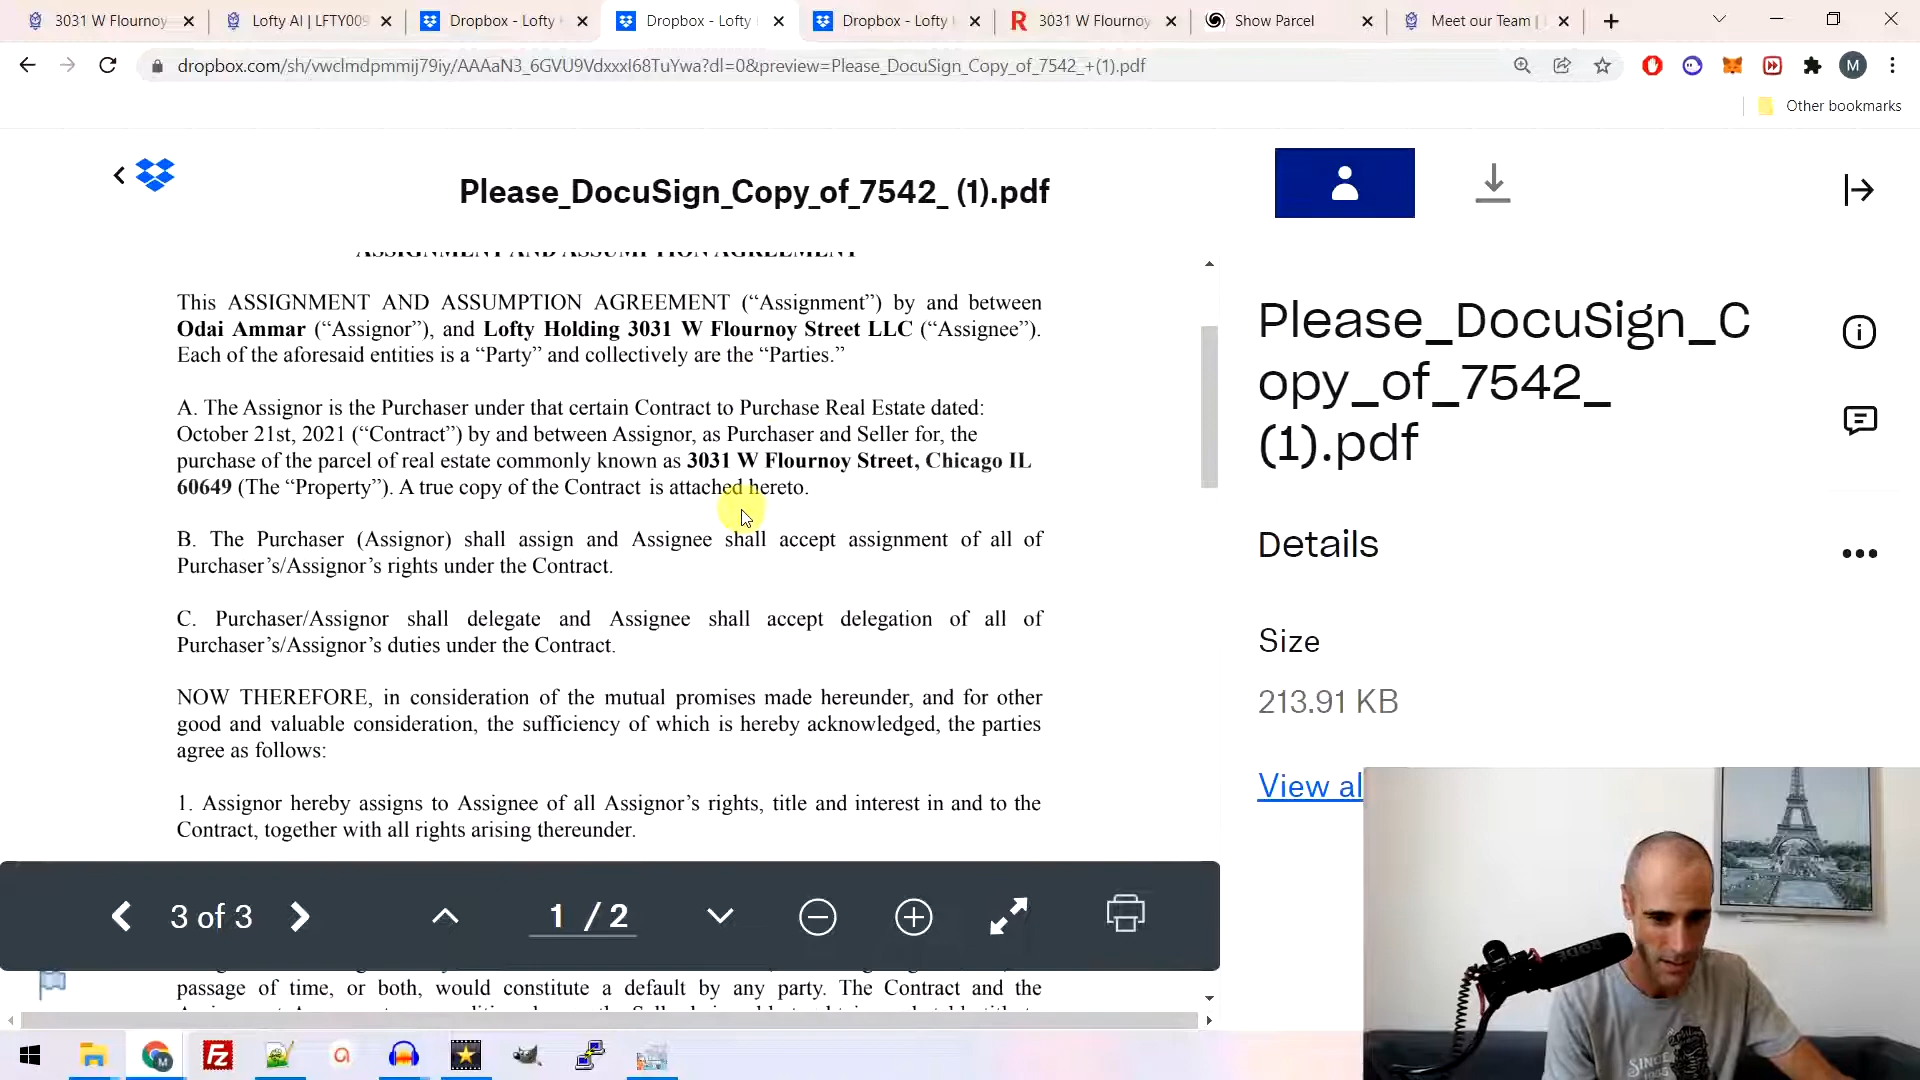 3031 W Flournoy
Lofty AI | LFTY009
Dropbox - Lofty
Dropbox - Lofty
Dropbox - Lofty
3031 W Flournoy
Show Parcel
Meet our Team |
dropbox.com/sh/vwclmdpmmij79iy/AAAaN3_6GVU9VdxxxI68TuYwa?dl=0&preview=Please_DocuSign_Copy_of_7542_+(1).pdf
M
Other bookmarks
Please_DocuSign_Copy_of_7542_ (1).pdf
ASSIGNMENT AND ASSUMPTION AGREEMENT
This ASSIGNMENT AND ASSUMPTION AGREEMENT (“Assignment”) by and between
Odai Ammar (“Assignor”), and Lofty Holding 3031 W Flournoy Street LLC (“Assignee”).
Each of the aforesaid entities is a “Party” and collectively are the “Parties.”
A. The Assignor is the Purchaser under that certain Contract to Purchase Real Estate dated:
October 21st, 2021 (“Contract”) by and between Assignor, as Purchaser and Seller for, the
purchase of the parcel of real estate commonly known as 3031 W Flournoy Street, Chicago IL
60649 (The “Property”). A true copy of the Contract is attached hereto.
B. The Purchaser (Assignor) shall assign and Assignee shall accept assignment of all of
Purchaser’s/Assignor’s rights under the Contract.
C. Purchaser/Assignor shall delegate and Assignee shall accept delegation of all of
Purchaser’s/Assignor’s duties under the Contract.
NOW THEREFORE, in consideration of the mutual promises made hereunder, and for other
good and valuable consideration, the sufficiency of which is hereby acknowledged, the parties
agree as follows:
1. Assignor hereby assigns to Assignee of all Assignor’s rights, title and interest in and to the
Contract, together with all rights arising thereunder.
3 of 3
1 / 2
passage of time, or both, would constitute a default by any party. The Contract and the
Please_DocuSign_C
opy_of_7542_
(1).pdf
Details
Size
213.91 KB
View al
RODE
SINCE